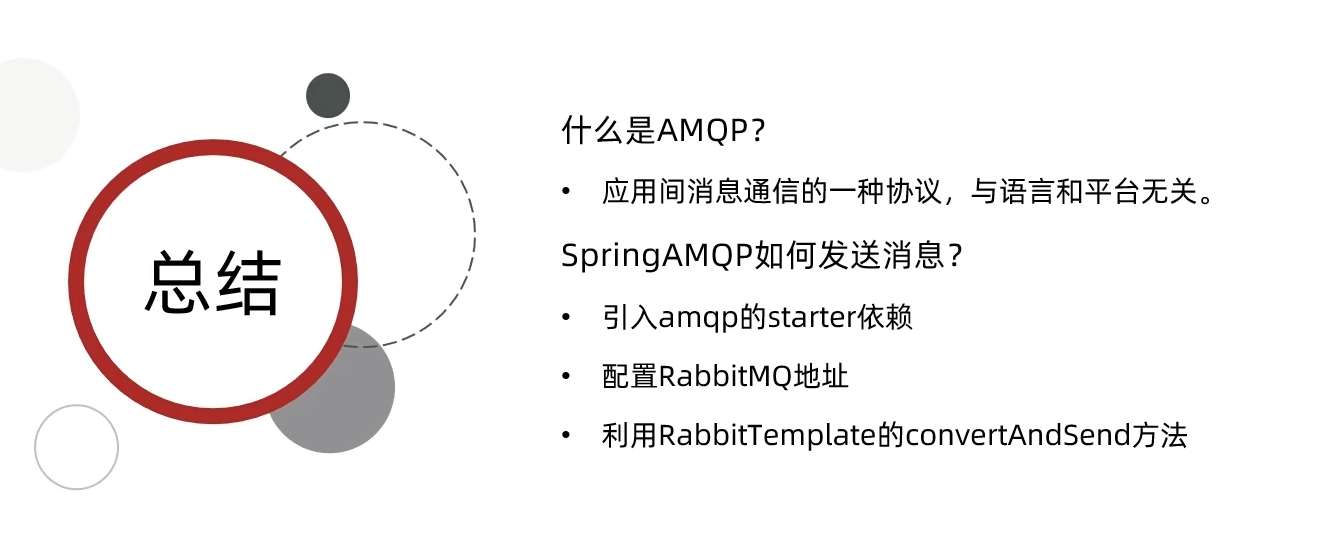 总结
什么是AMQP？
• 应用间消息通信的一种协议，与语言和平台无关。
SpringAMQP如何发送消息？
• 引入amqp的starter依赖
• 配置RabbitMQ地址
• 利用RabbitTemplate的convertAndSend方法